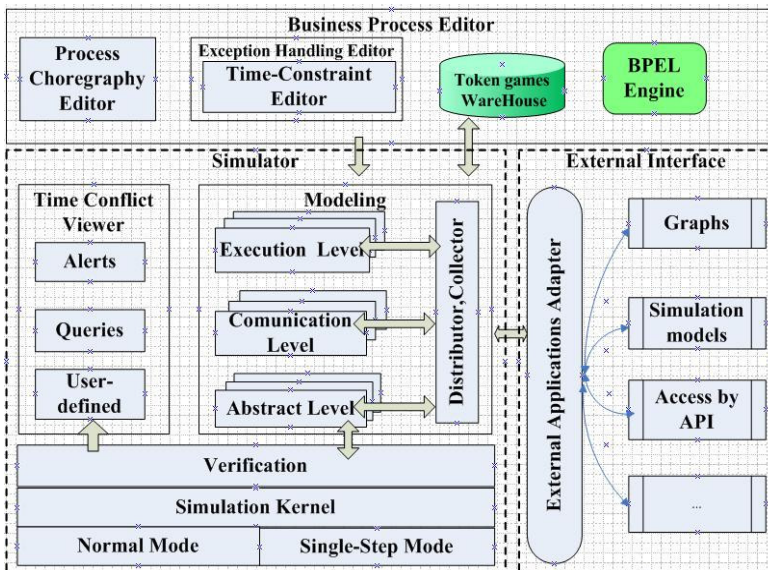 Business Process Editor
Process
Choregraphy
Editor
Exception Handling Editor
Time-Constraint
Editor
Token games
WareHouse
BPEL
Engine
Simulator
Time Conflict
Viewer
Alerts
Queries
User-
defined
Modeling
Execution Level
Comunication
Level
Abstract Level
Distributor,Collector
Verification
Simulation Kernel
Normal Mode
Single-Step Mode
External Interface
External Applications Adapter
Graphs
Simulation
models
Access by
API
...